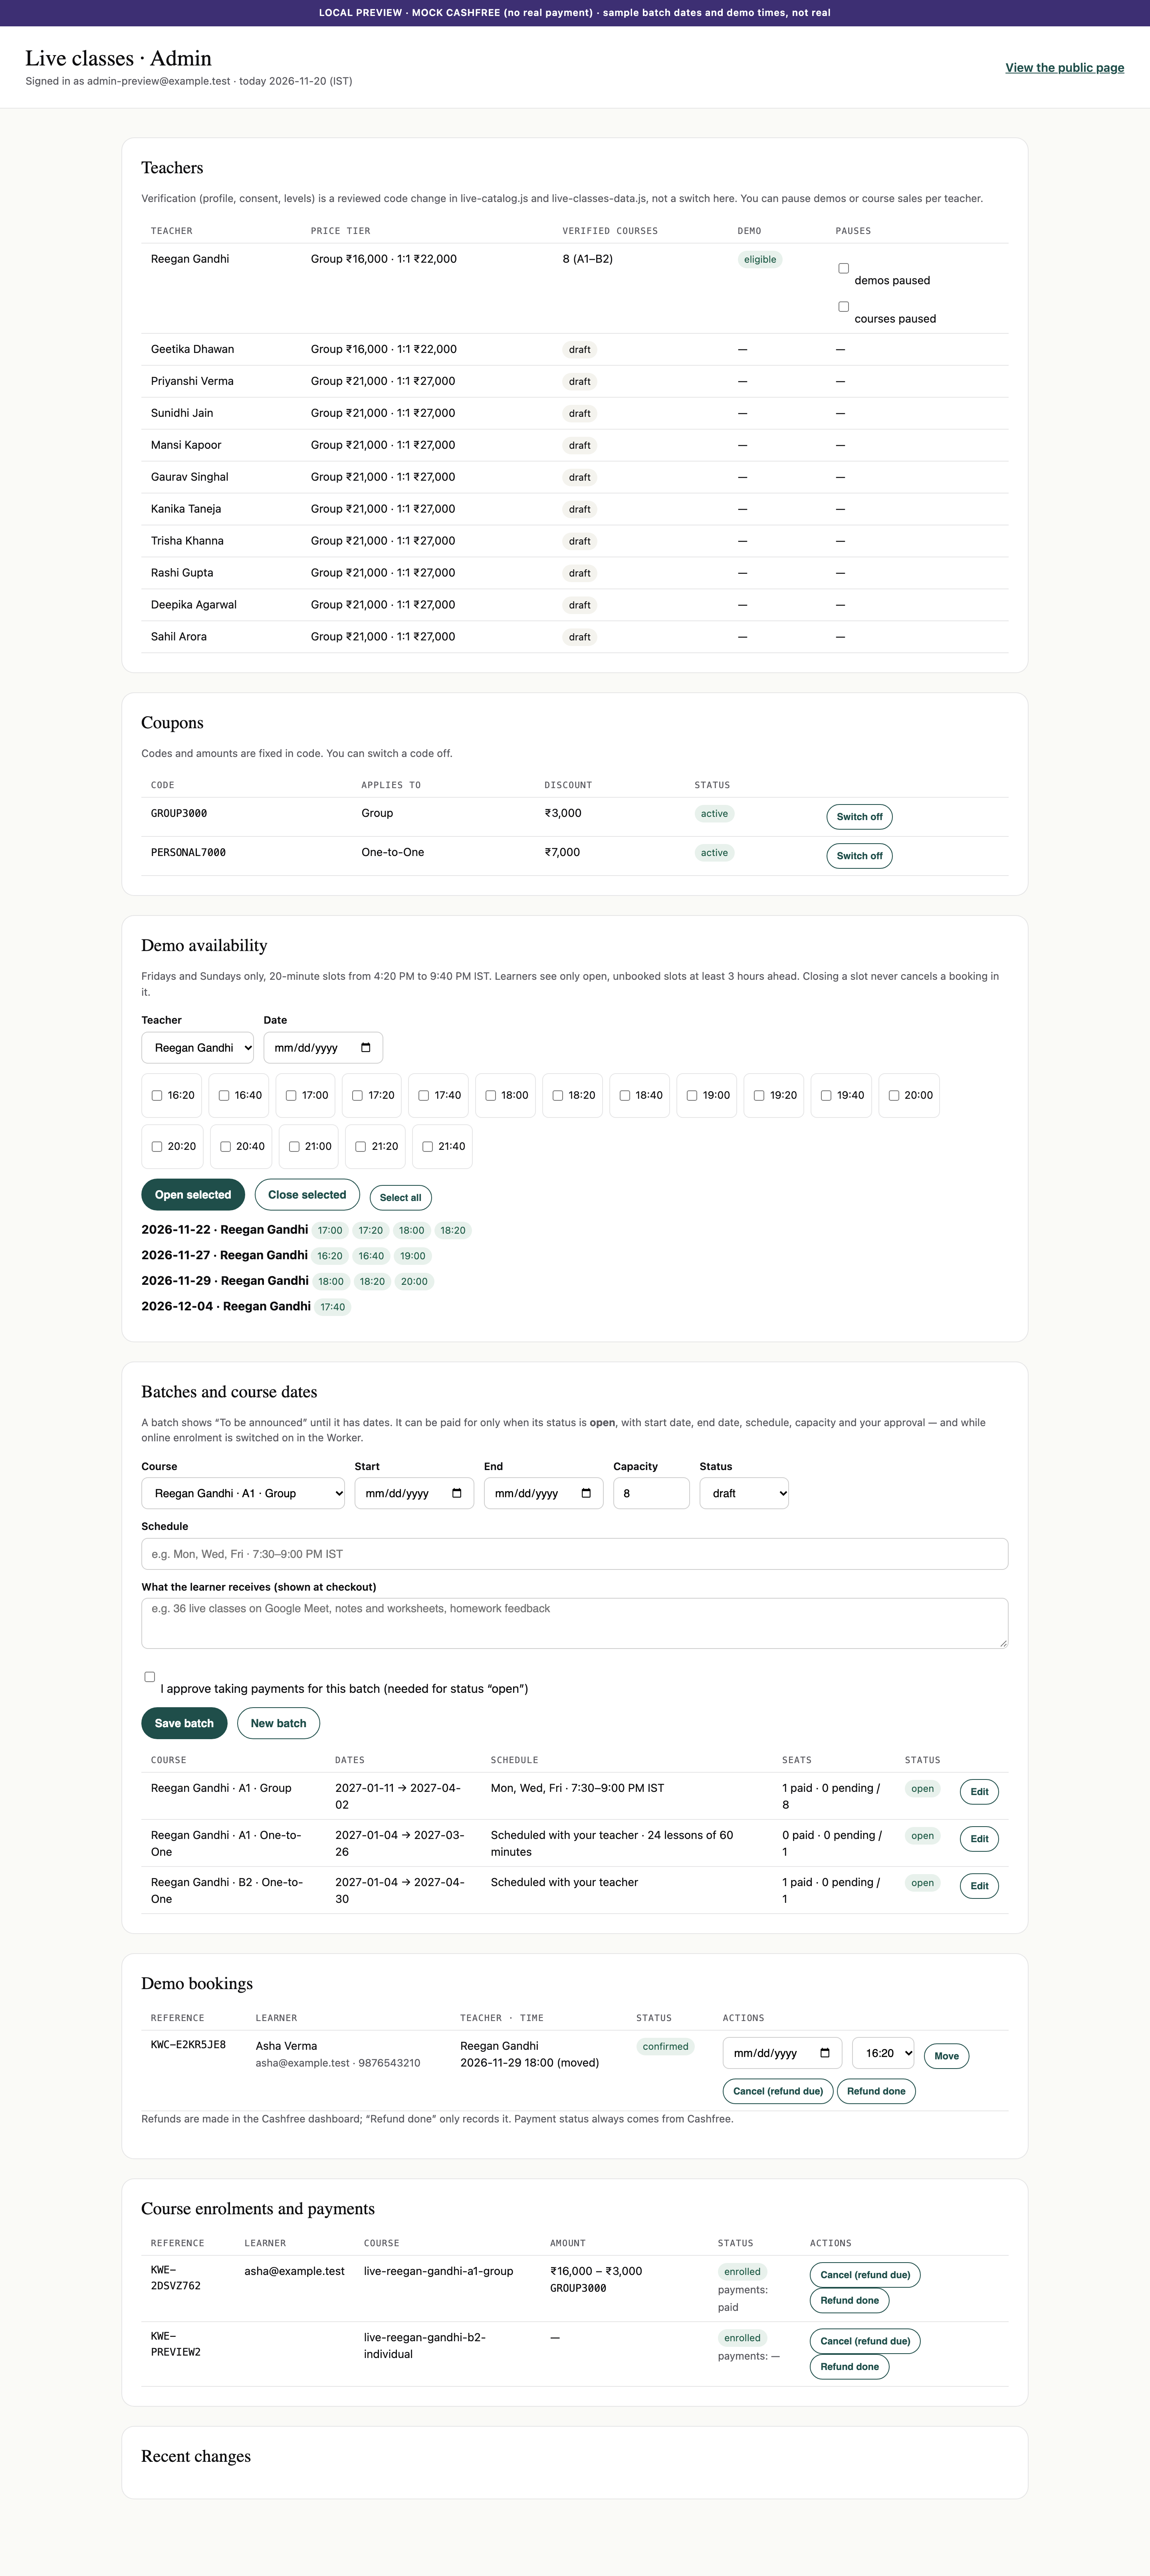 LOCAL PREVIEW · MOCK CASHFREE (no real payment) · sample batch dates and demo times, not real
Live classes · Admin
Signed in as admin-preview@example.test · today 2026-11-20 (IST)
View the public page
Teachers
Verification (profile, consent, levels) is a reviewed code change in live-catalog.js and live-classes-data.js, not a switch here. You can pause demos or course sales per teacher.
TEACHER PRICE TIER VERIFIED COURSES DEMO PAUSES
Reegan Gandhi Group ₹16,000 · 1:1 ₹22,000 8 (A1–B2) eligible
demos paused
courses paused
Geetika Dhawan Group ₹16,000 · 1:1 ₹22,000 draft — —
Priyanshi Verma Group ₹21,000 · 1:1 ₹27,000 draft — —
Sunidhi Jain Group ₹21,000 · 1:1 ₹27,000 draft — —
Mansi Kapoor Group ₹21,000 · 1:1 ₹27,000 draft — —
Gaurav Singhal Group ₹21,000 · 1:1 ₹27,000 draft — —
Kanika Taneja Group ₹21,000 · 1:1 ₹27,000 draft — —
Trisha Khanna Group ₹21,000 · 1:1 ₹27,000 draft — —
Rashi Gupta Group ₹21,000 · 1:1 ₹27,000 draft — —
Deepika Agarwal Group ₹21,000 · 1:1 ₹27,000 draft — —
Sahil Arora Group ₹21,000 · 1:1 ₹27,000 draft — —
Coupons
Codes and amounts are fixed in code. You can switch a code off.
CODE APPLIES TO DISCOUNT STATUS
GROUP3000 Group ₹3,000 active Switch off
PERSONAL7000 One-to-One ₹7,000 active Switch off
Demo availability
Fridays and Sundays only, 20-minute slots from 4:20 PM to 9:40 PM IST. Learners see only open, unbooked slots at least 3 hours ahead. Closing a slot never cancels a booking in
it.
Teacher Date
Reegan Gandhi mm/dd/yyyy
16:20 16:40 17:00 17:20 17:40 18:00 18:20 18:40 19:00 19:20 19:40 20:00
20:20 20:40 21:00 21:20 21:40
Open selected Close selected Select all
2026-11-22 · Reegan Gandhi 17:00 17:20 18:00 18:20
2026-11-27 · Reegan Gandhi 16:20 16:40 19:00
2026-11-29 · Reegan Gandhi 18:00 18:20 20:00
2026-12-04 · Reegan Gandhi 17:40
Batches and course dates
A batch shows “To be announced” until it has dates. It can be paid for only when its status is open, with start date, end date, schedule, capacity and your approval — and while
online enrolment is switched on in the Worker.
Course Start End Capacity Status
Reegan Gandhi · A1 · Group mm/dd/yyyy mm/dd/yyyy 8 draft
Schedule
e.g. Mon, Wed, Fri · 7:30–9:00 PM IST
What the learner receives (shown at checkout)
e.g. 36 live classes on Google Meet, notes and worksheets, homework feedback
I approve taking payments for this batch (needed for status “open”)
Save batch New batch
COURSE DATES SCHEDULE SEATS STATUS
Reegan Gandhi · A1 · Group 2027-01-11 → 2027-04- Mon, Wed, Fri · 7:30–9:00 PM IST 1 paid · 0 pending / open Edit
02 8
Reegan Gandhi · A1 · One-to- 2027-01-04 → 2027-03- Scheduled with your teacher · 24 lessons of 60 0 paid · 0 pending / open Edit
One 26 minutes 1
Reegan Gandhi · B2 · One-to- 2027-01-04 → 2027-04- Scheduled with your teacher 1 paid · 0 pending / open Edit
One 30 1
Demo bookings
REFERENCE LEARNER TEACHER · TIME STATUS ACTIONS
KWC-E2KR5JE8 Asha Verma Reegan Gandhi confirmed mm/dd/yyyy 16:20 Move
asha@example.test · 9876543210 2026-11-29 18:00 (moved)
Cancel (refund due) Refund done
Refunds are made in the Cashfree dashboard; “Refund done” only records it. Payment status always comes from Cashfree.
Course enrolments and payments
REFERENCE LEARNER COURSE AMOUNT STATUS ACTIONS
KWE- asha@example.test live-reegan-gandhi-a1-group ₹16,000 − ₹3,000 enrolled Cancel (refund due)
2DSVZ762 GROUP3000 payments: Refund done
paid
KWE- live-reegan-gandhi-b2- — enrolled Cancel (refund due)
PREVIEW2 individual payments: — Refund done
Recent changes